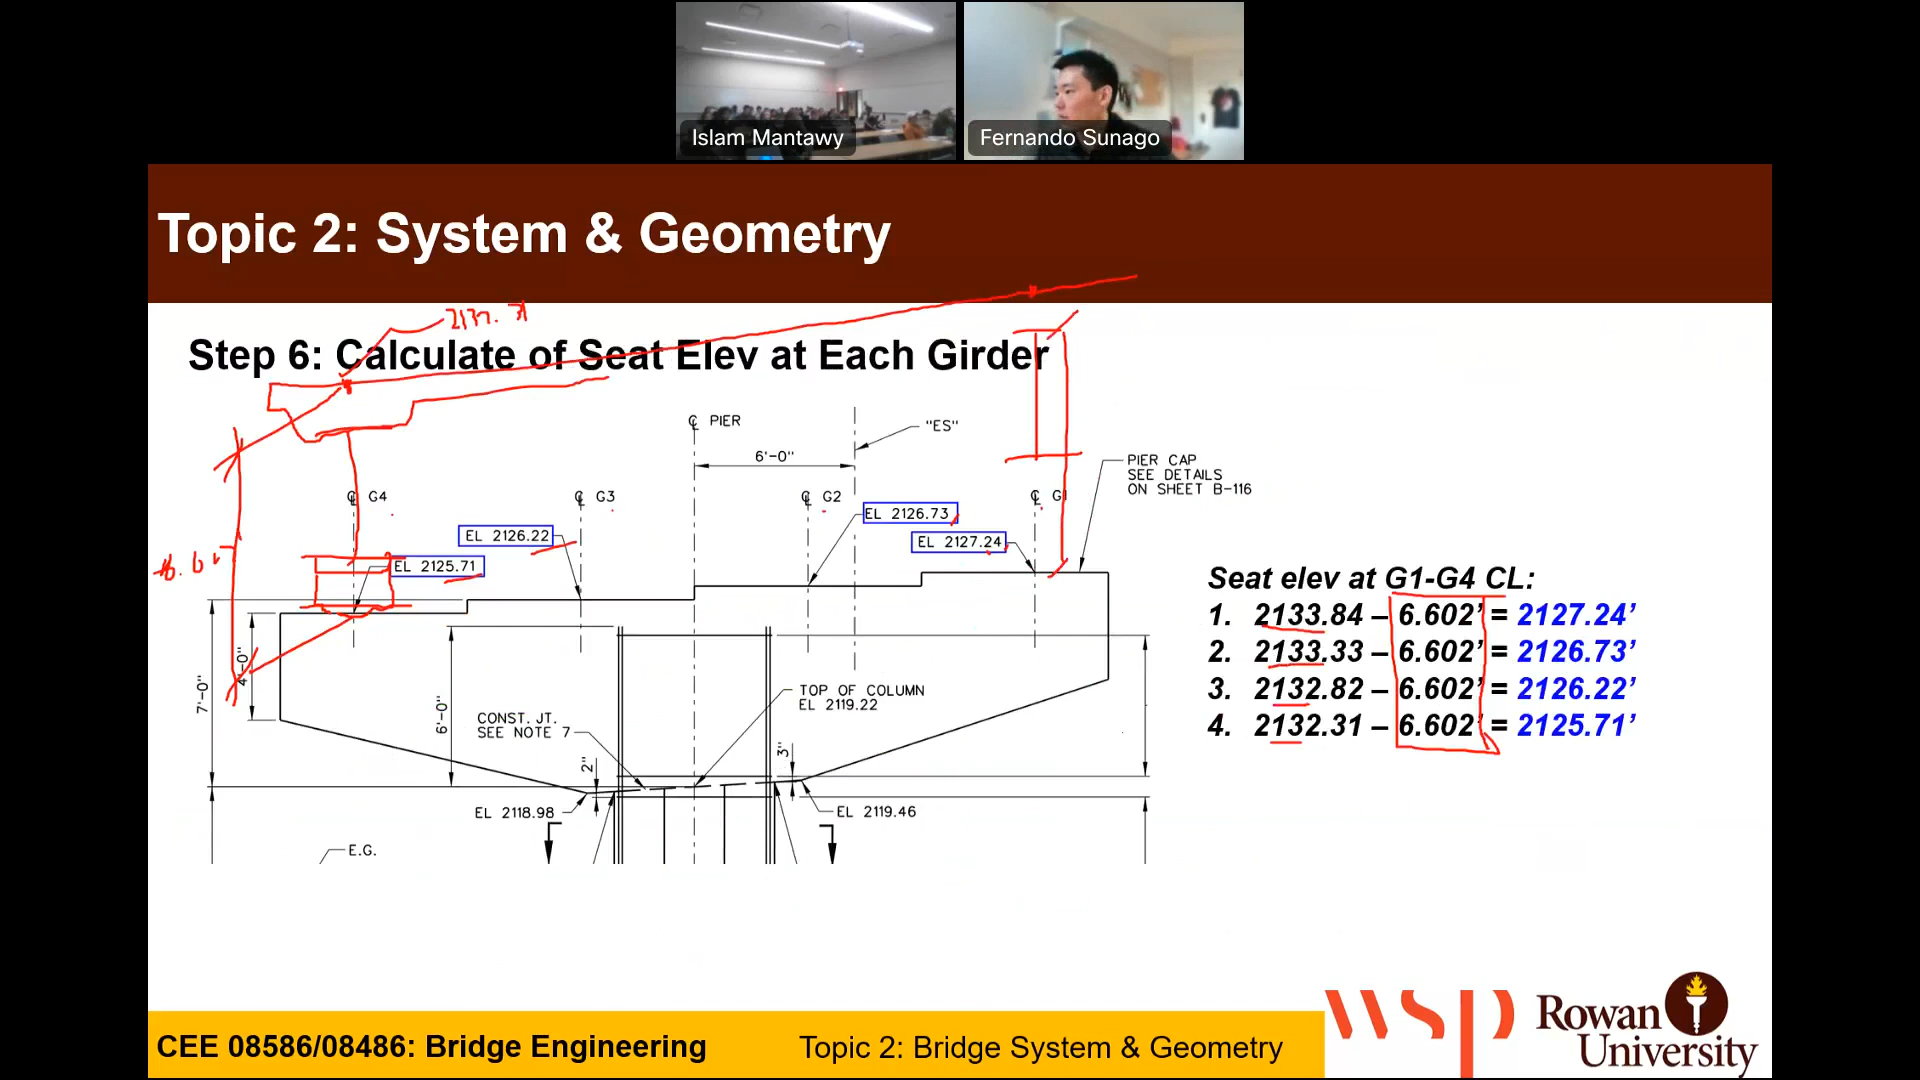 Islam Mantawy
Fernando Sunago
Topic 2: System & Geometry
Step 6: Calculate of Seat Elev at Each Girder
℄ PIER
"ES"
6'-0"
PIER CAP
SEE DETAILS
ON SHEET B-116
℄ G4
℄ G3
℄ G2
℄ G1
EL 2126.73
EL 2126.22
EL 2127.24
EL 2125.71
Seat elev at G1-G4 CL:
1. 2133.84 – 6.602' = 2127.24'
2. 2133.33 – 6.602' = 2126.73'
3. 2132.82 – 6.602' = 2126.22'
4. 2132.31 – 6.602' = 2125.71'
7'-0"
4'-0"
6'-0"
TOP OF COLUMN
EL 2119.22
CONST. JT.
SEE NOTE 7
2"
3"
EL 2118.98
EL 2119.46
E.G.
CEE 08586/08486: Bridge Engineering
Topic 2: Bridge System & Geometry
wsp
Rowan
University